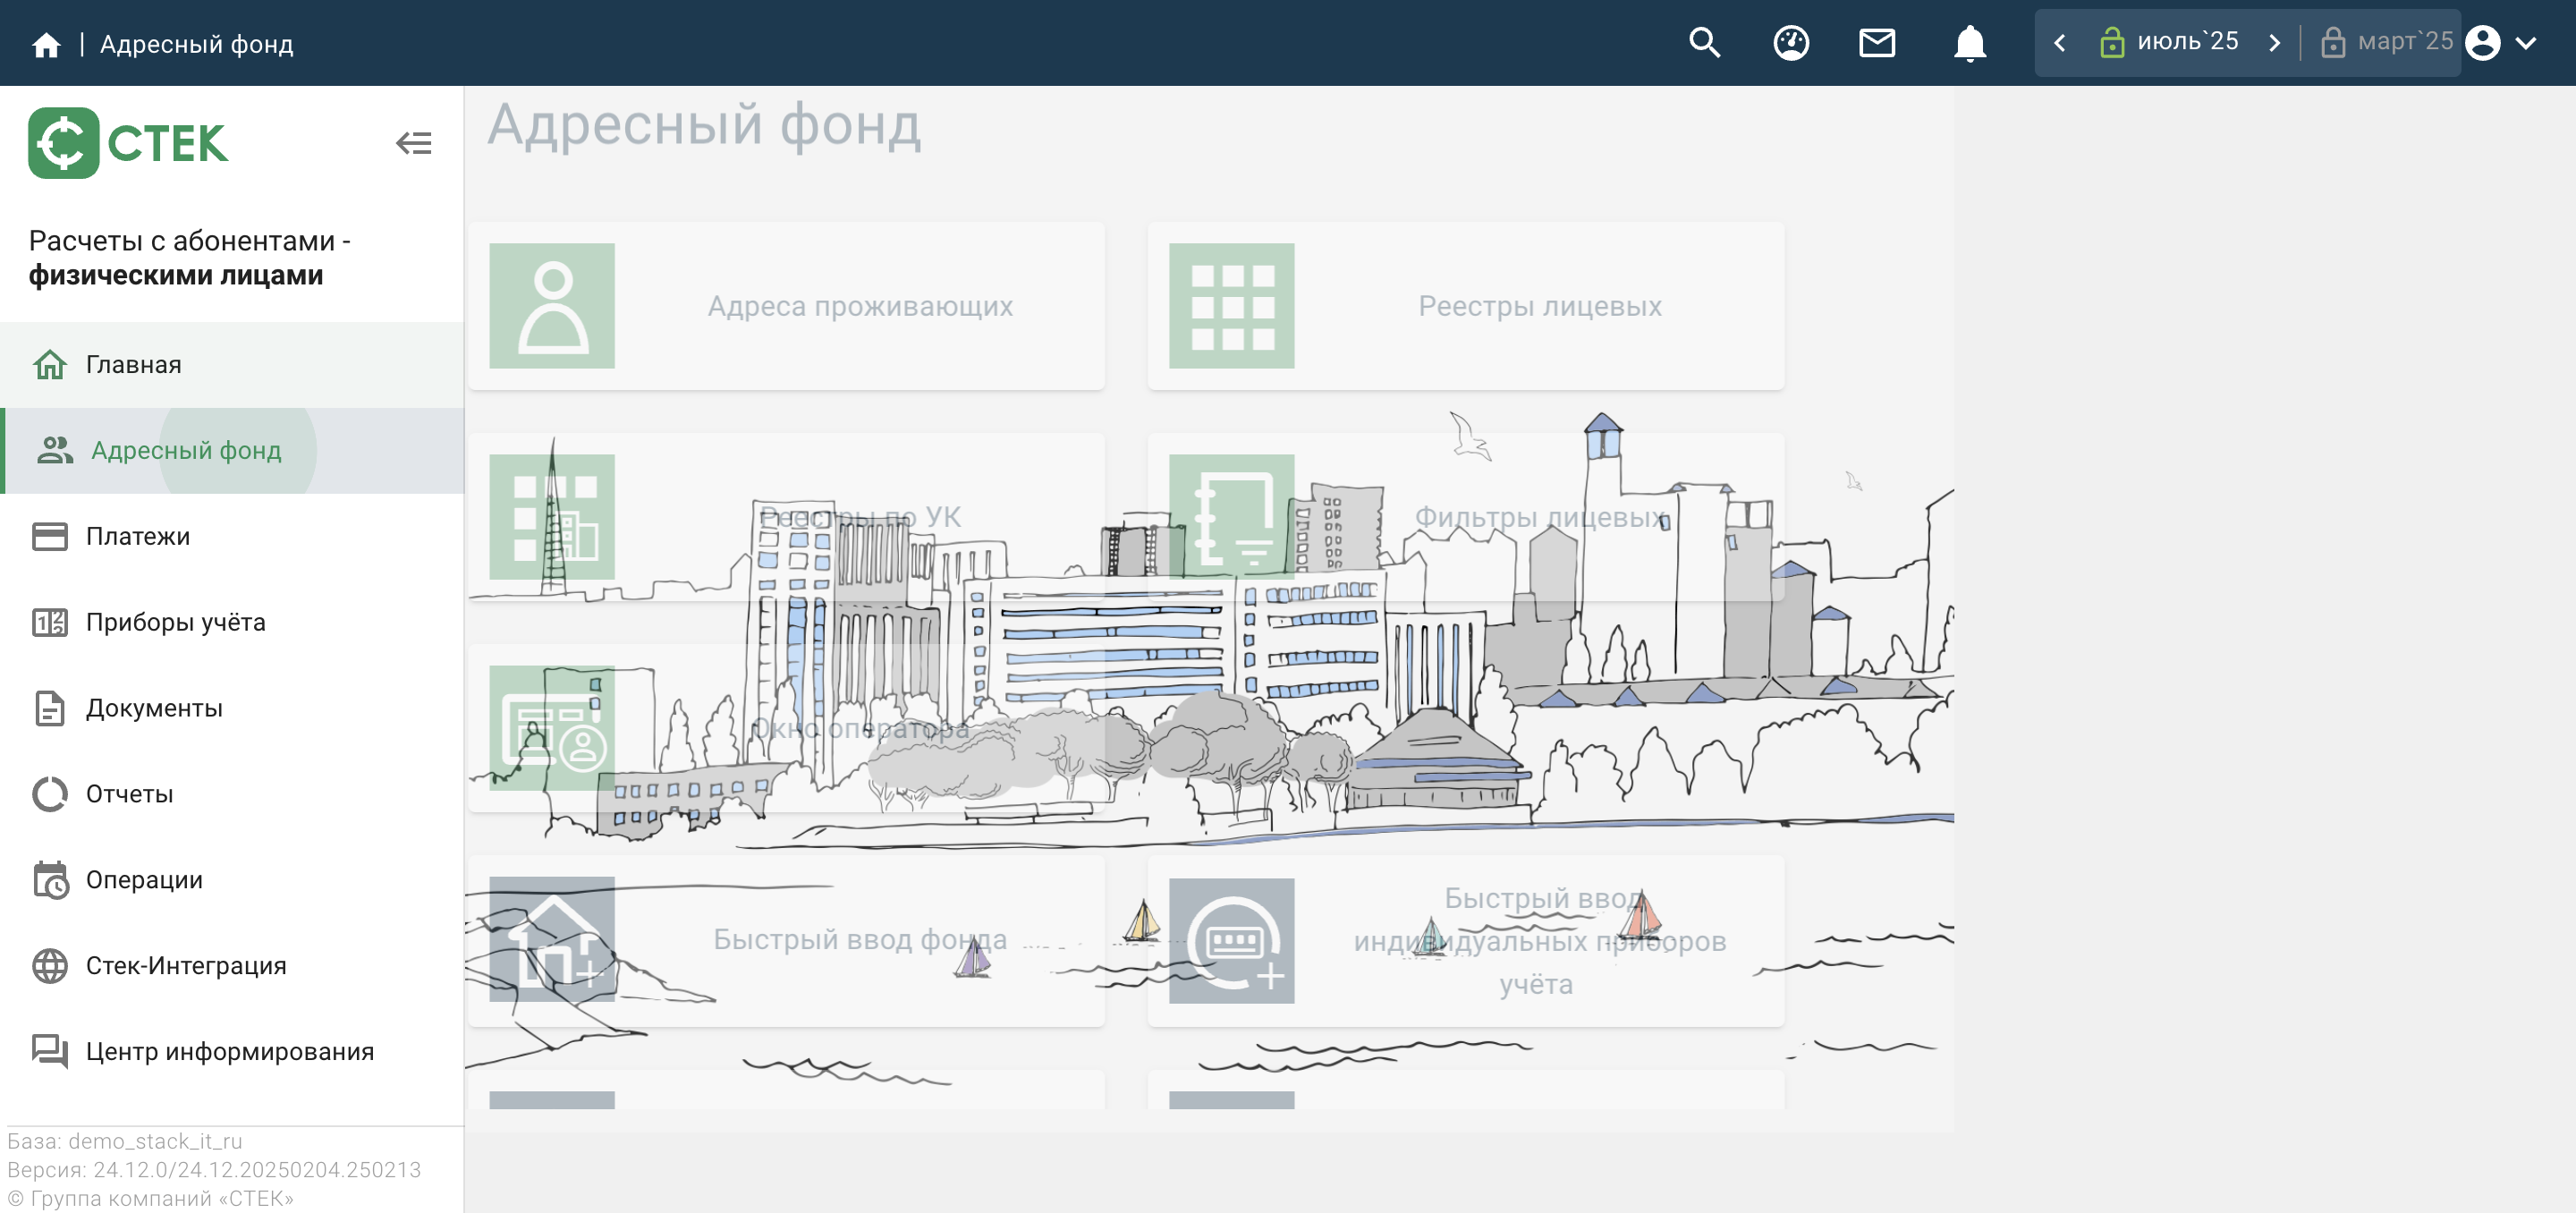 | Адресный фонд
июль`25
март`25
СТЕК
Расчеты с абонентами -
физическими лицами
Главная
Адресный фонд
Платежи
Приборы учёта
Документы
Отчеты
Операции
Стек-Интеграция
Центр информирования
База: demo_stack_it_ru
Версия: 24.12.0/24.12.20250204.250213
© Группа компаний «СТЕК»
Адресный фонд
Адреса проживающих
Реестры лицевых
Реестры по УК
Фильтры лицевых
Окно оператора
Быстрый ввод фонда
Быстрый ввод
индивидуальных приборов
учёта